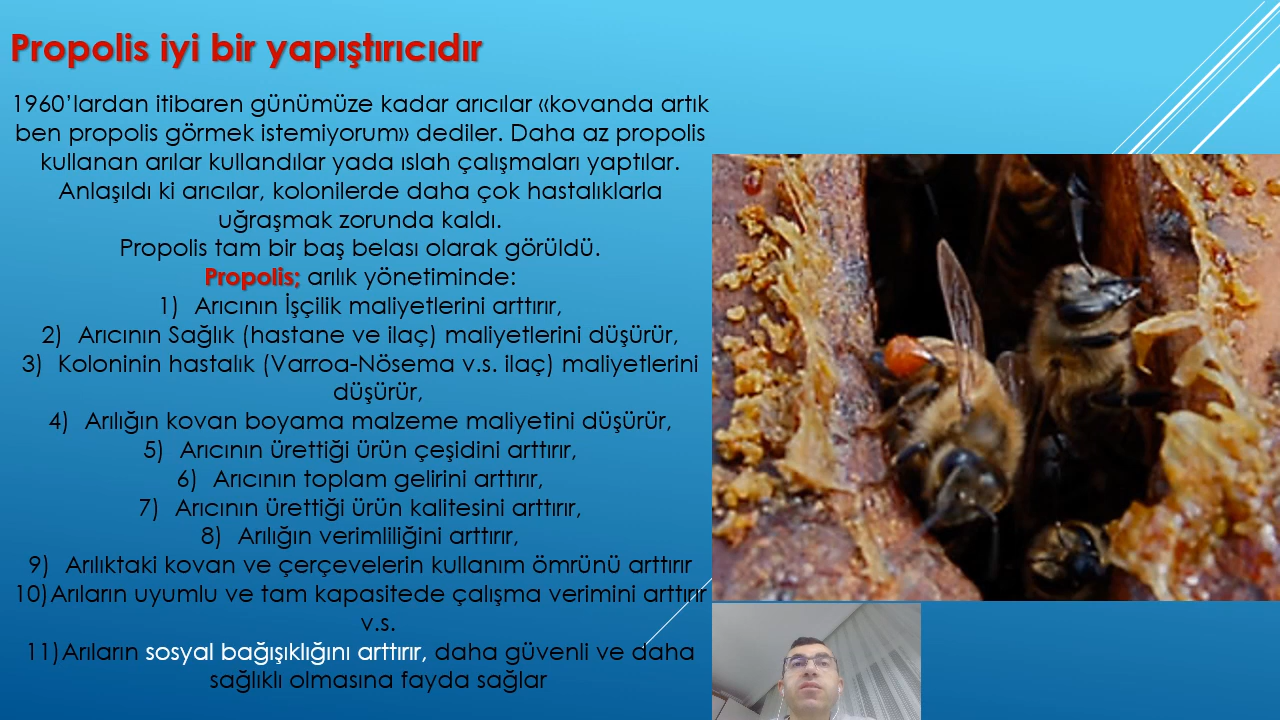 Propolis iyi bir yapıştırıcıdır
1960’lardan itibaren günümüze kadar arıcılar «kovanda artık
ben propolis görmek istemiyorum» dediler. Daha az propolis
kullanan arılar kullandılar yada ıslah çalışmaları yaptılar.
Anlaşıldı ki arıcılar, kolonilerde daha çok hastalıklarla
uğraşmak zorunda kaldı.
Propolis tam bir baş belası olarak görüldü.
Propolis; arılık yönetiminde:
1) Arıcının İşçilik maliyetlerini arttırır,
2) Arıcının Sağlık (hastane ve ilaç) maliyetlerini düşürür,
3) Koloninin hastalık (Varroa-Nösema v.s. ilaç) maliyetlerini
düşürür,
4) Arılığın kovan boyama malzeme maliyetini düşürür,
5) Arıcının ürettiği ürün çeşidini arttırır,
6) Arıcının toplam gelirini arttırır,
7) Arıcının ürettiği ürün kalitesini arttırır,
8) Arılığın verimliliğini arttırır,
9) Arılıktaki kovan ve çerçevelerin kullanım ömrünü arttırır
10)Arıların uyumlu ve tam kapasitede çalışma verimini arttırır
v.s.
11)Arıların sosyal bağışıklığını arttırır, daha güvenli ve daha
sağlıklı olmasına fayda sağlar